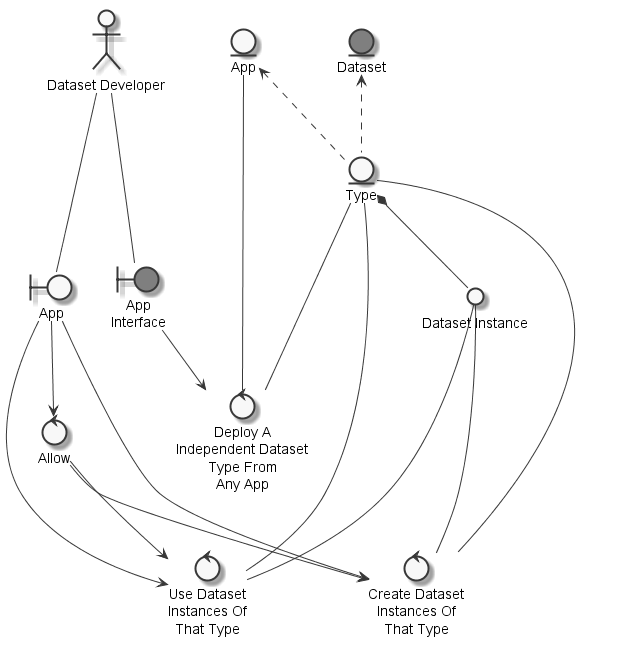 Dataset Developer
App
Dataset
Type
App
App
Interface
Dataset Instance
Deploy A
Independent Dataset
Type From
Any App
Allow
Use Dataset
Instances Of
That Type
Create Dataset
Instances Of
That Type